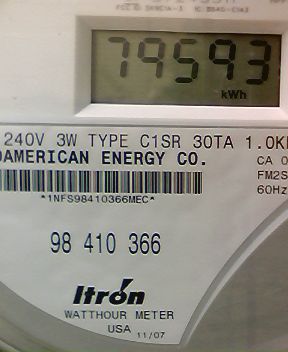 79593
kWh
240V 3W TYPE C1SR 30TA 1.0K
AMERICAN ENERGY CO.
CA 0
*1NFS98410366MEC*
FM2S
60Hz
98 410 366
Itron
WATTHOUR METER
USA 11/07